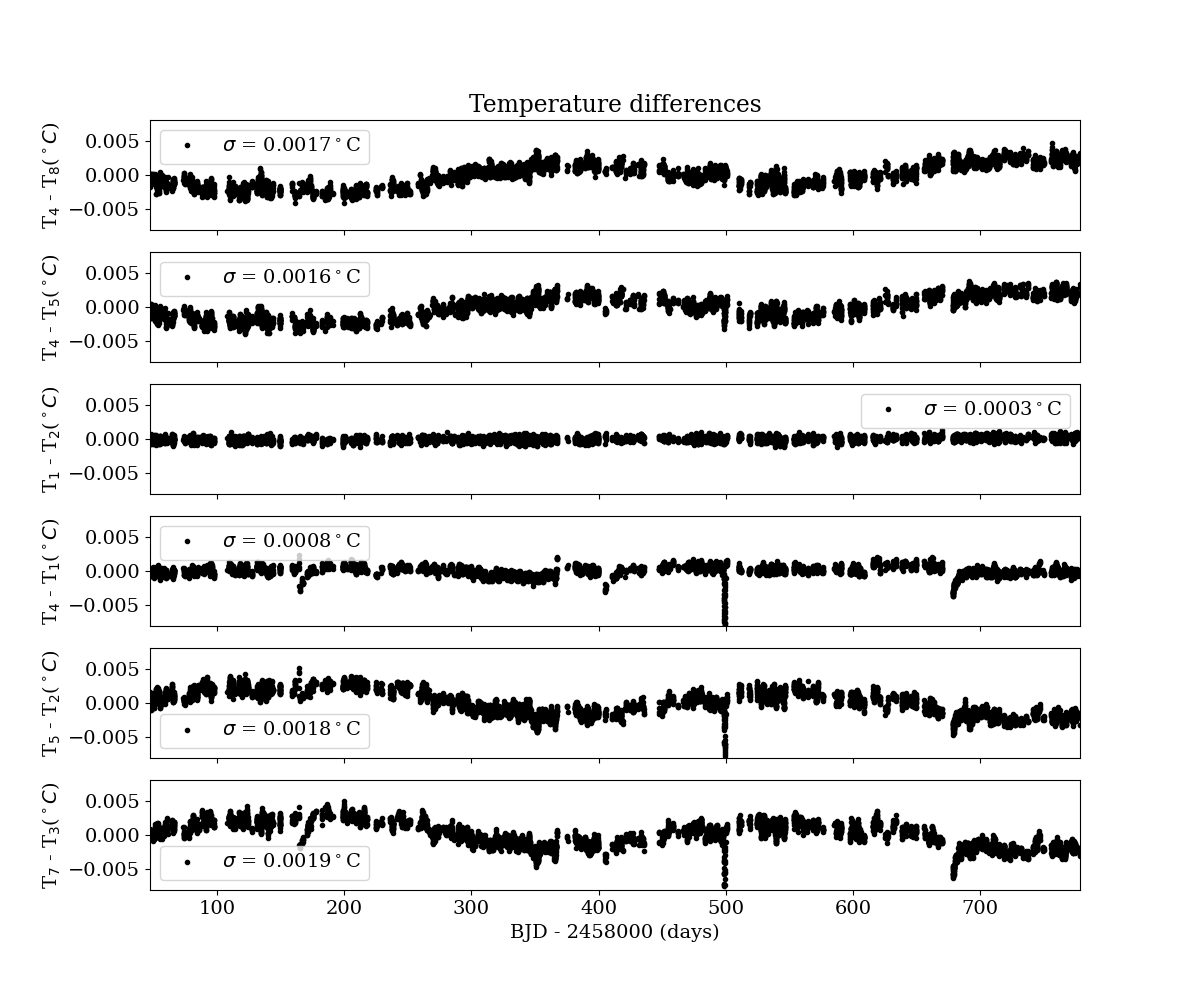 Temperature differences
T4 - T8(°C)
0.005
0.000
−0.005
σ = 0.0017°C
T4 - T5(°C)
0.005
0.000
−0.005
σ = 0.0016°C
T1 - T2(°C)
0.005
0.000
−0.005
σ = 0.0003°C
T4 - T1(°C)
0.005
0.000
−0.005
σ = 0.0008°C
T5 - T2(°C)
0.005
0.000
−0.005
σ = 0.0018°C
T7 - T3(°C)
0.005
0.000
−0.005
σ = 0.0019°C
100 200 300 400 500 600 700
BJD - 2458000 (days)